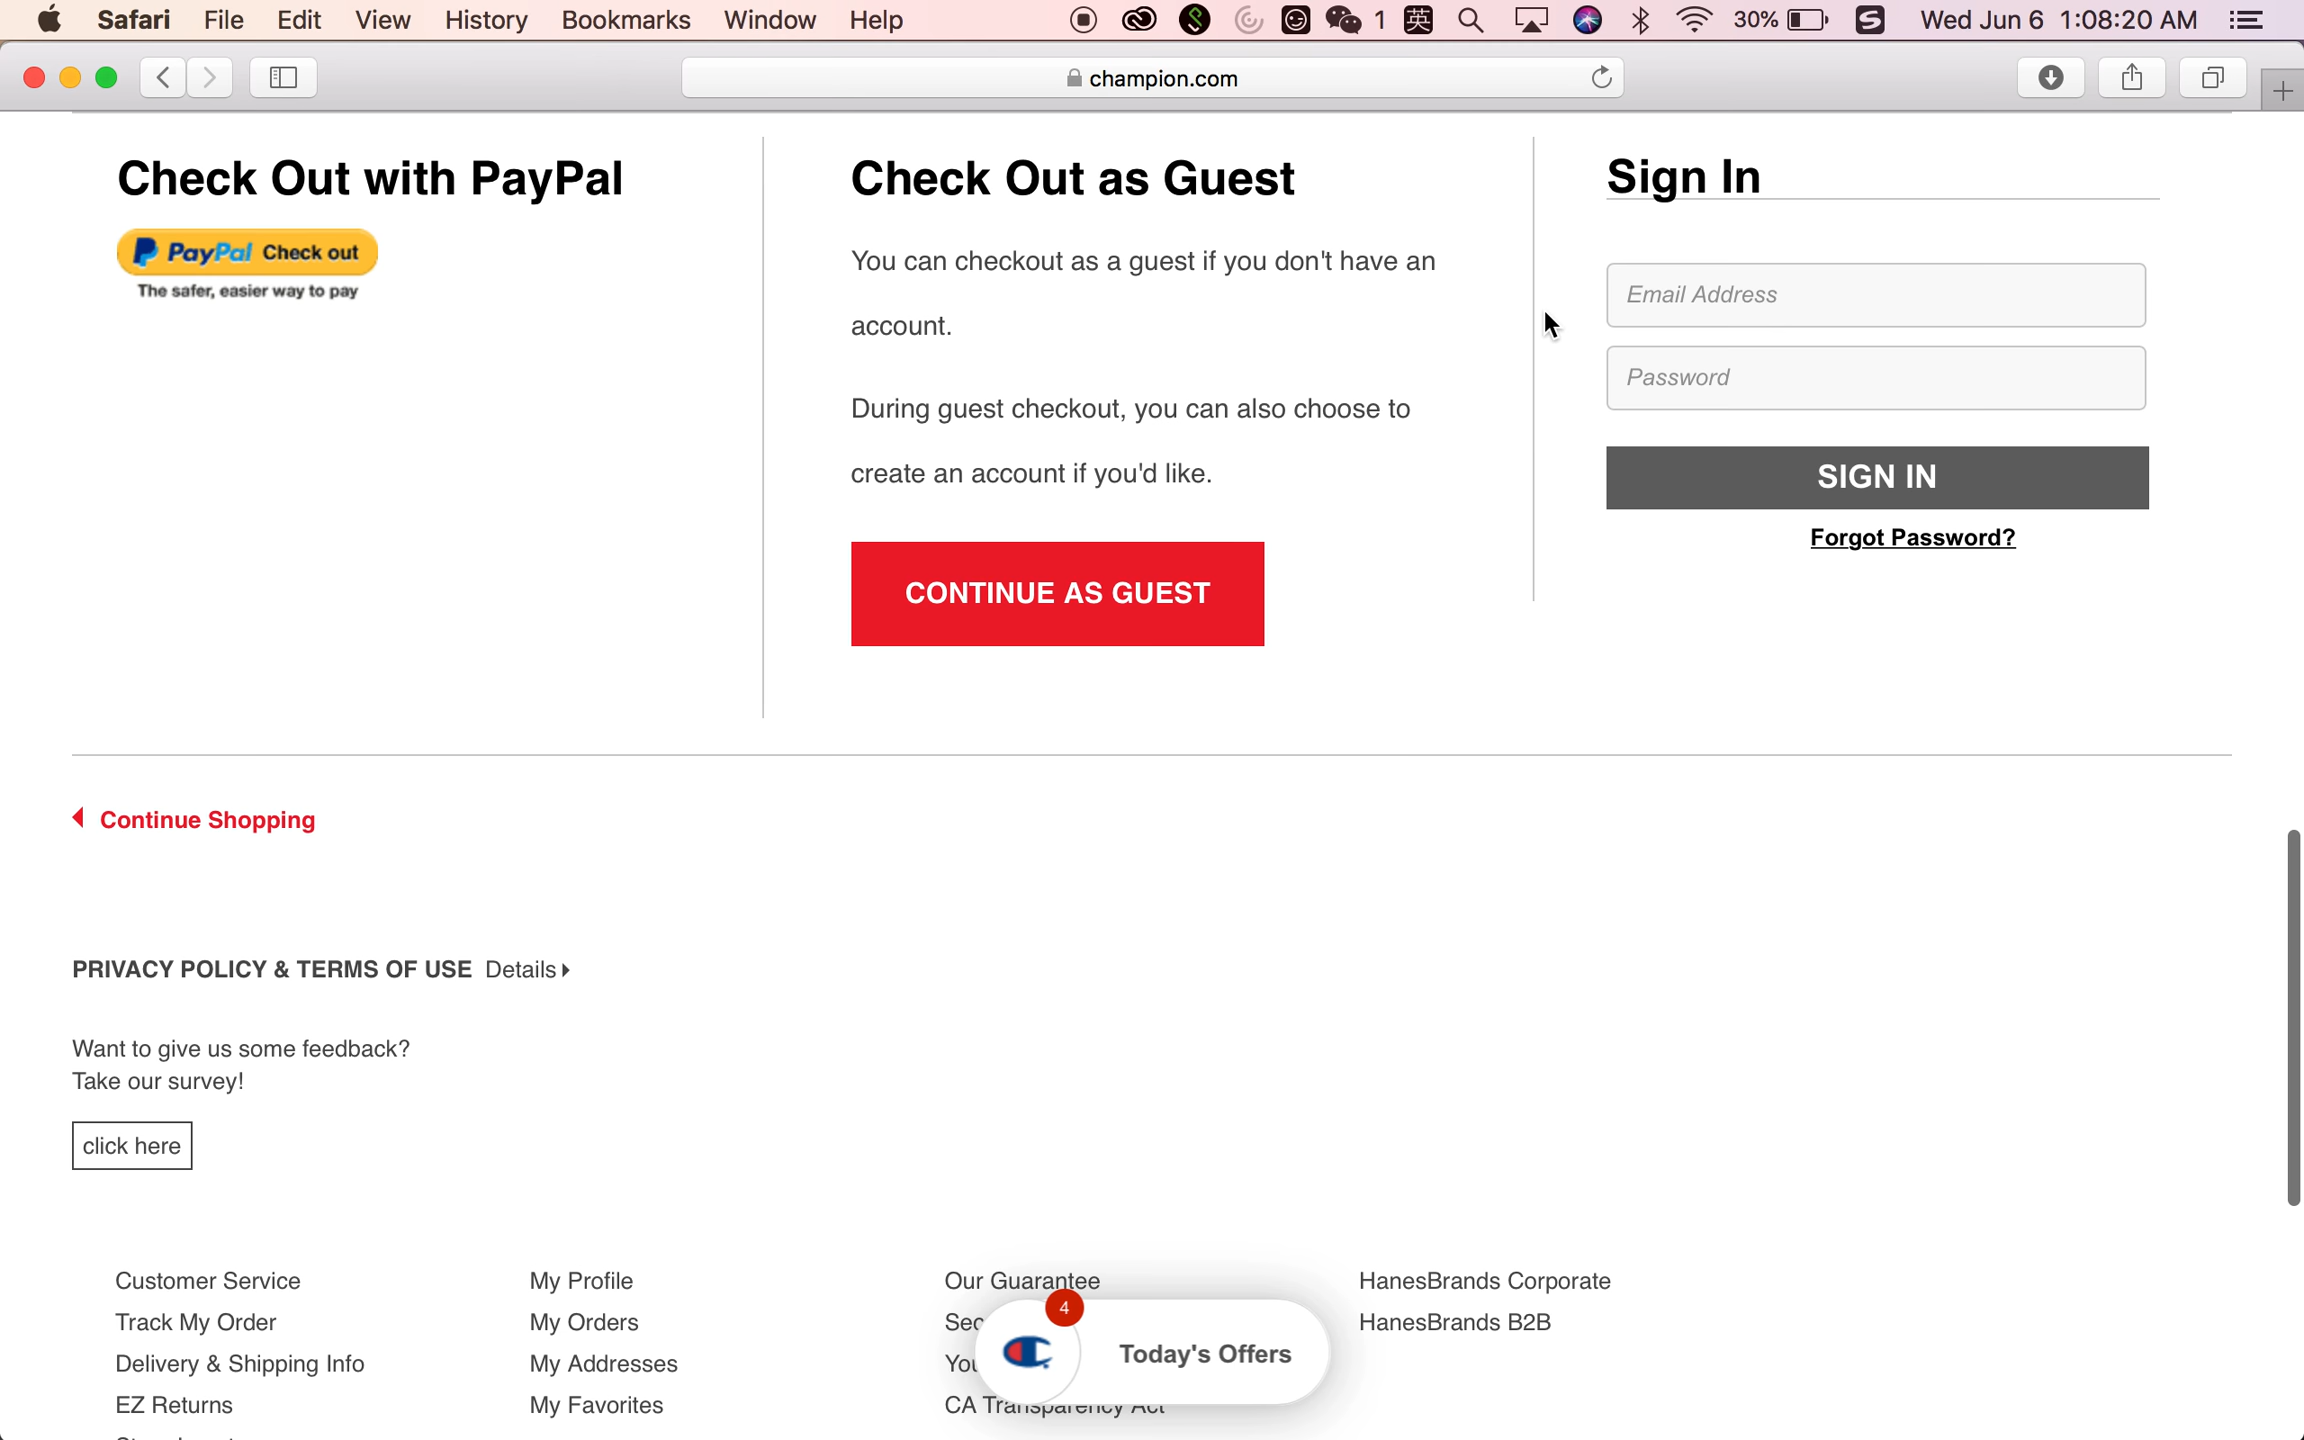 Safari File Edit View History Bookmarks Window Help 1 英 30% Wed Jun 6 1:08:20 AM
champion.com
Check Out with PayPal
PayPal Check out
The safer, easier way to pay
Check Out as Guest
You can checkout as a guest if you don't have an
account.
During guest checkout, you can also choose to
create an account if you'd like.
CONTINUE AS GUEST
Sign In
Email Address
Password
SIGN IN
Forgot Password?
Continue Shopping
PRIVACY POLICY & TERMS OF USE Details
Want to give us some feedback?
Take our survey!
click here
Customer Service
Track My Order
Delivery & Shipping Info
EZ Returns
My Profile
My Orders
My Addresses
My Favorites
Our Guarantee
CA Transparency Act
HanesBrands Corporate
HanesBrands B2B
4
Today's Offers